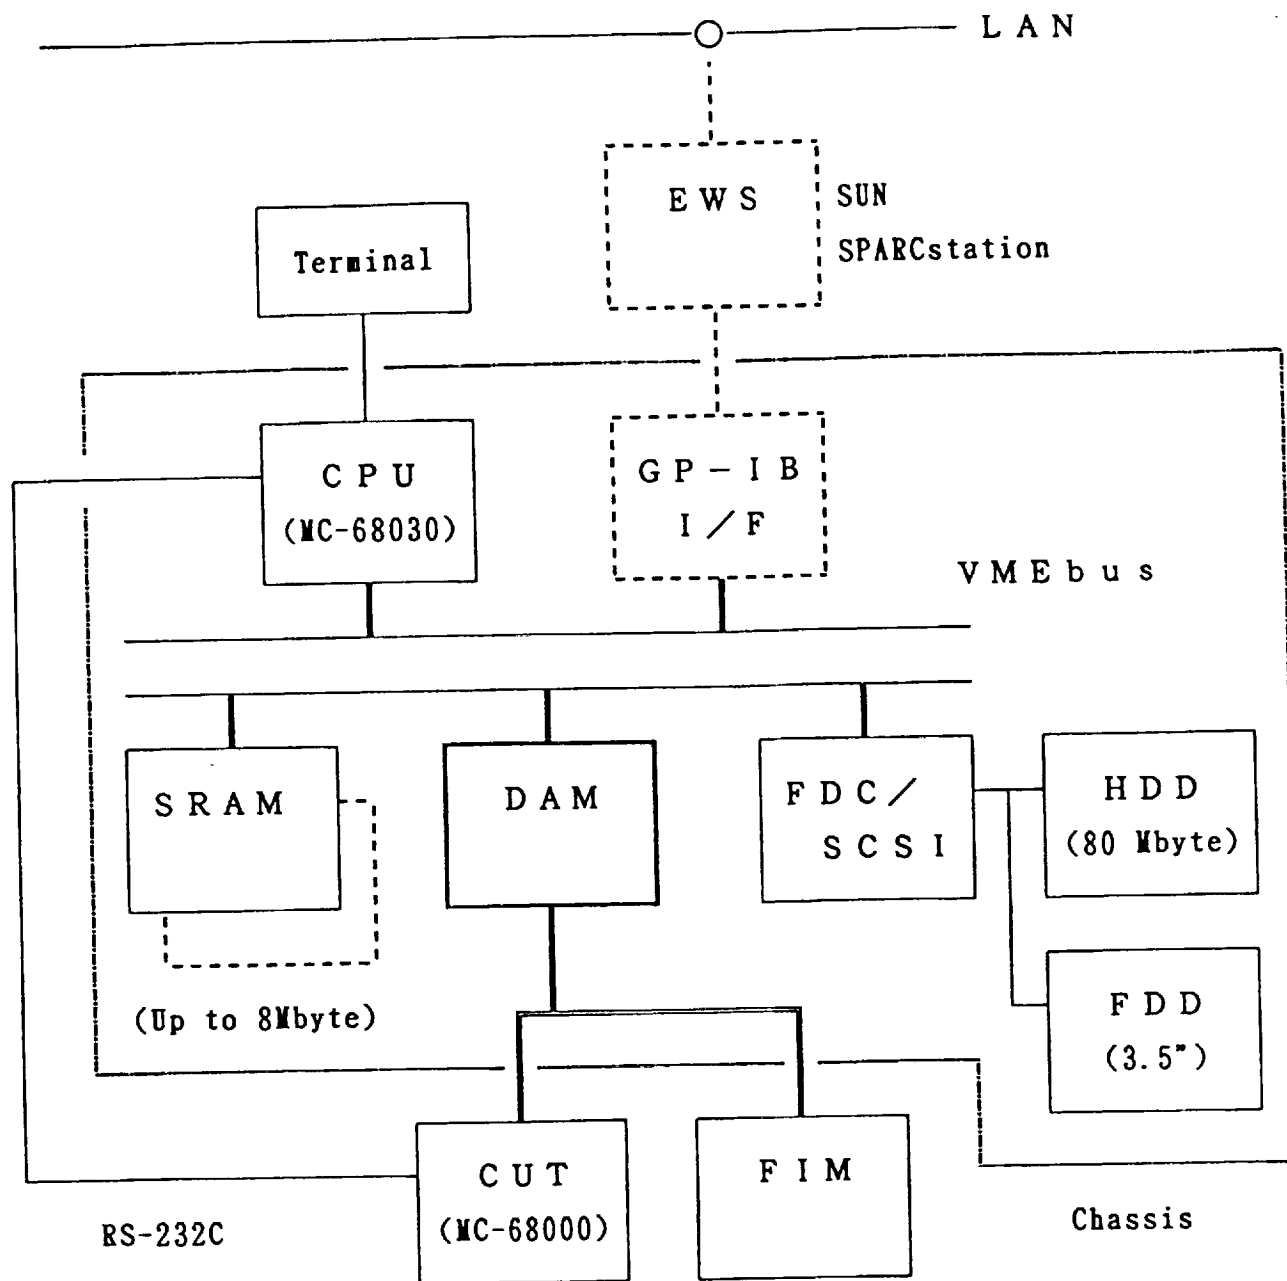 LAN
EWS
SUN
SPARCstation
Terminal
CPU
(MC-68030)
GP-IB
I/F
VMEbus
SRAM
DAM
FDC/
SCSI
HDD
(80 Mbyte)
(Up to 8Mbyte)
FDD
(3.5")
CUT
(MC-68000)
FIM
RS-232C
Chassis